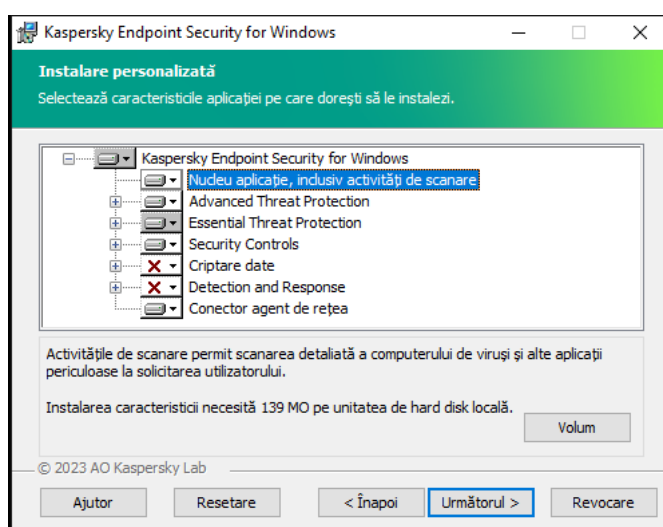 Kaspersky Endpoint Security for Windows
Instalare personalizată
Selectează caracteristicile aplicației pe care dorești să le instalezi.
Kaspersky Endpoint Security for Windows
Nucleu aplicație, inclusiv activități de scanare
Advanced Threat Protection
Essential Threat Protection
Security Controls
Criptare date
Detection and Response
Conector agent de rețea
Activitățile de scanare permit scanarea detaliată a computerului de viruși și alte aplicații
periculoase la solicitarea utilizatorului.
Instalarea caracteristicii necesită 139 MO pe unitatea de hard disk locală.
Volum
© 2023 AO Kaspersky Lab
Ajutor Resetare < Înapoi Următorul > Revocare